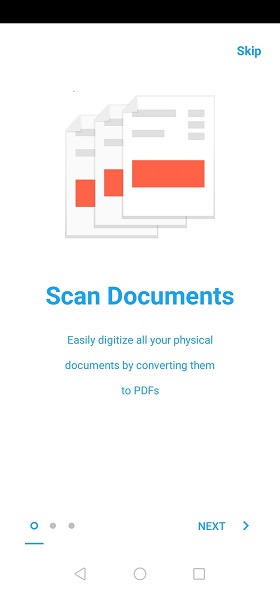 Skip
Scan Documents
Easily digitize all your physical
documents by converting them
to PDFs
NEXT